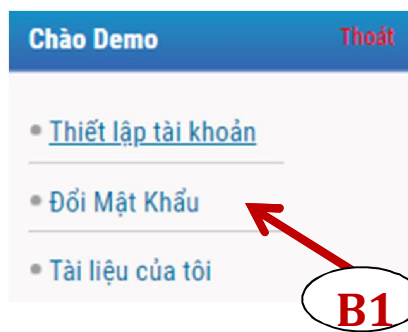 Chào Demo Thoát
Thiết lập tài khoản
Đổi Mật Khẩu
Tài liệu của tôi
B1